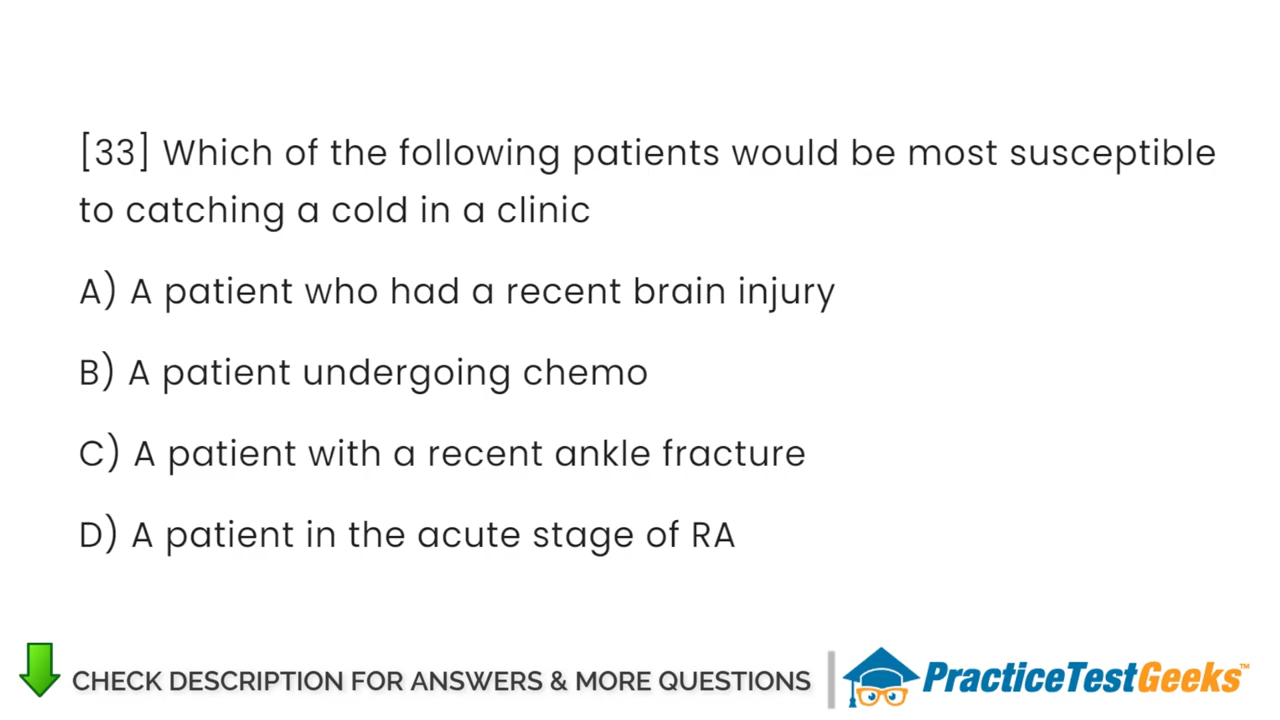 [33] Which of the following patients would be most susceptible
to catching a cold in a clinic
A) A patient who had a recent brain injury
B) A patient undergoing chemo
C) A patient with a recent ankle fracture
D) A patient in the acute stage of RA
CHECK DESCRIPTION FOR ANSWERS & MORE QUESTIONS
PracticeTestGeeks™